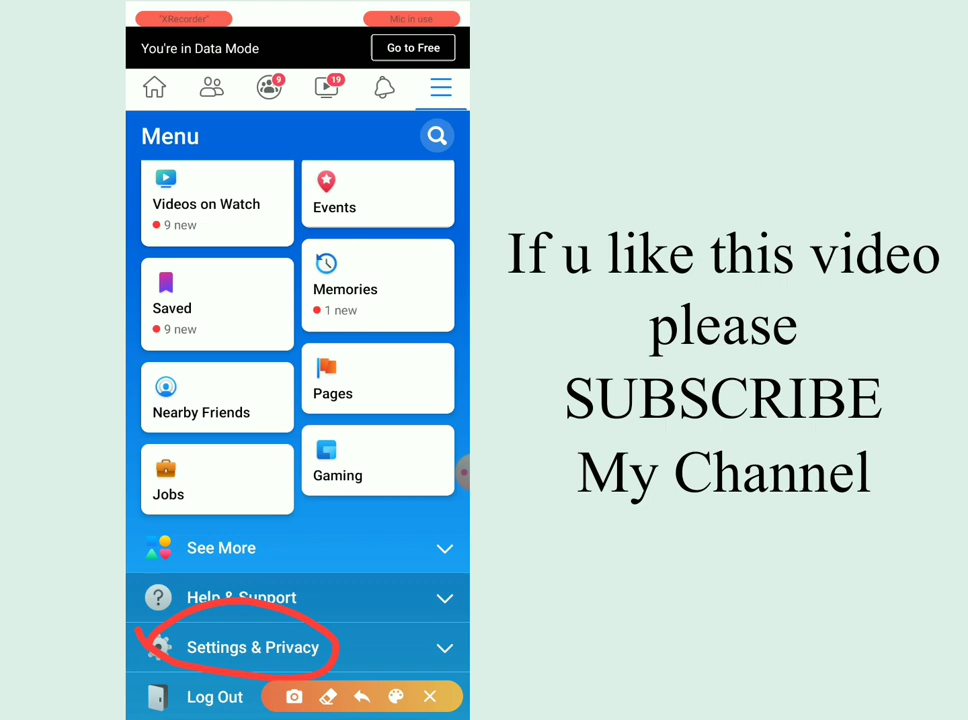 "XRecorder"
Mic in use
You're in Data Mode
Go to Free
9
19
Menu
Videos on Watch
9 new
Events
Saved
9 new
Memories
1 new
Nearby Friends
Pages
Jobs
Gaming
See More
Help & Support
Settings & Privacy
Log Out
If u like this video
please
SUBSCRIBE
My Channel